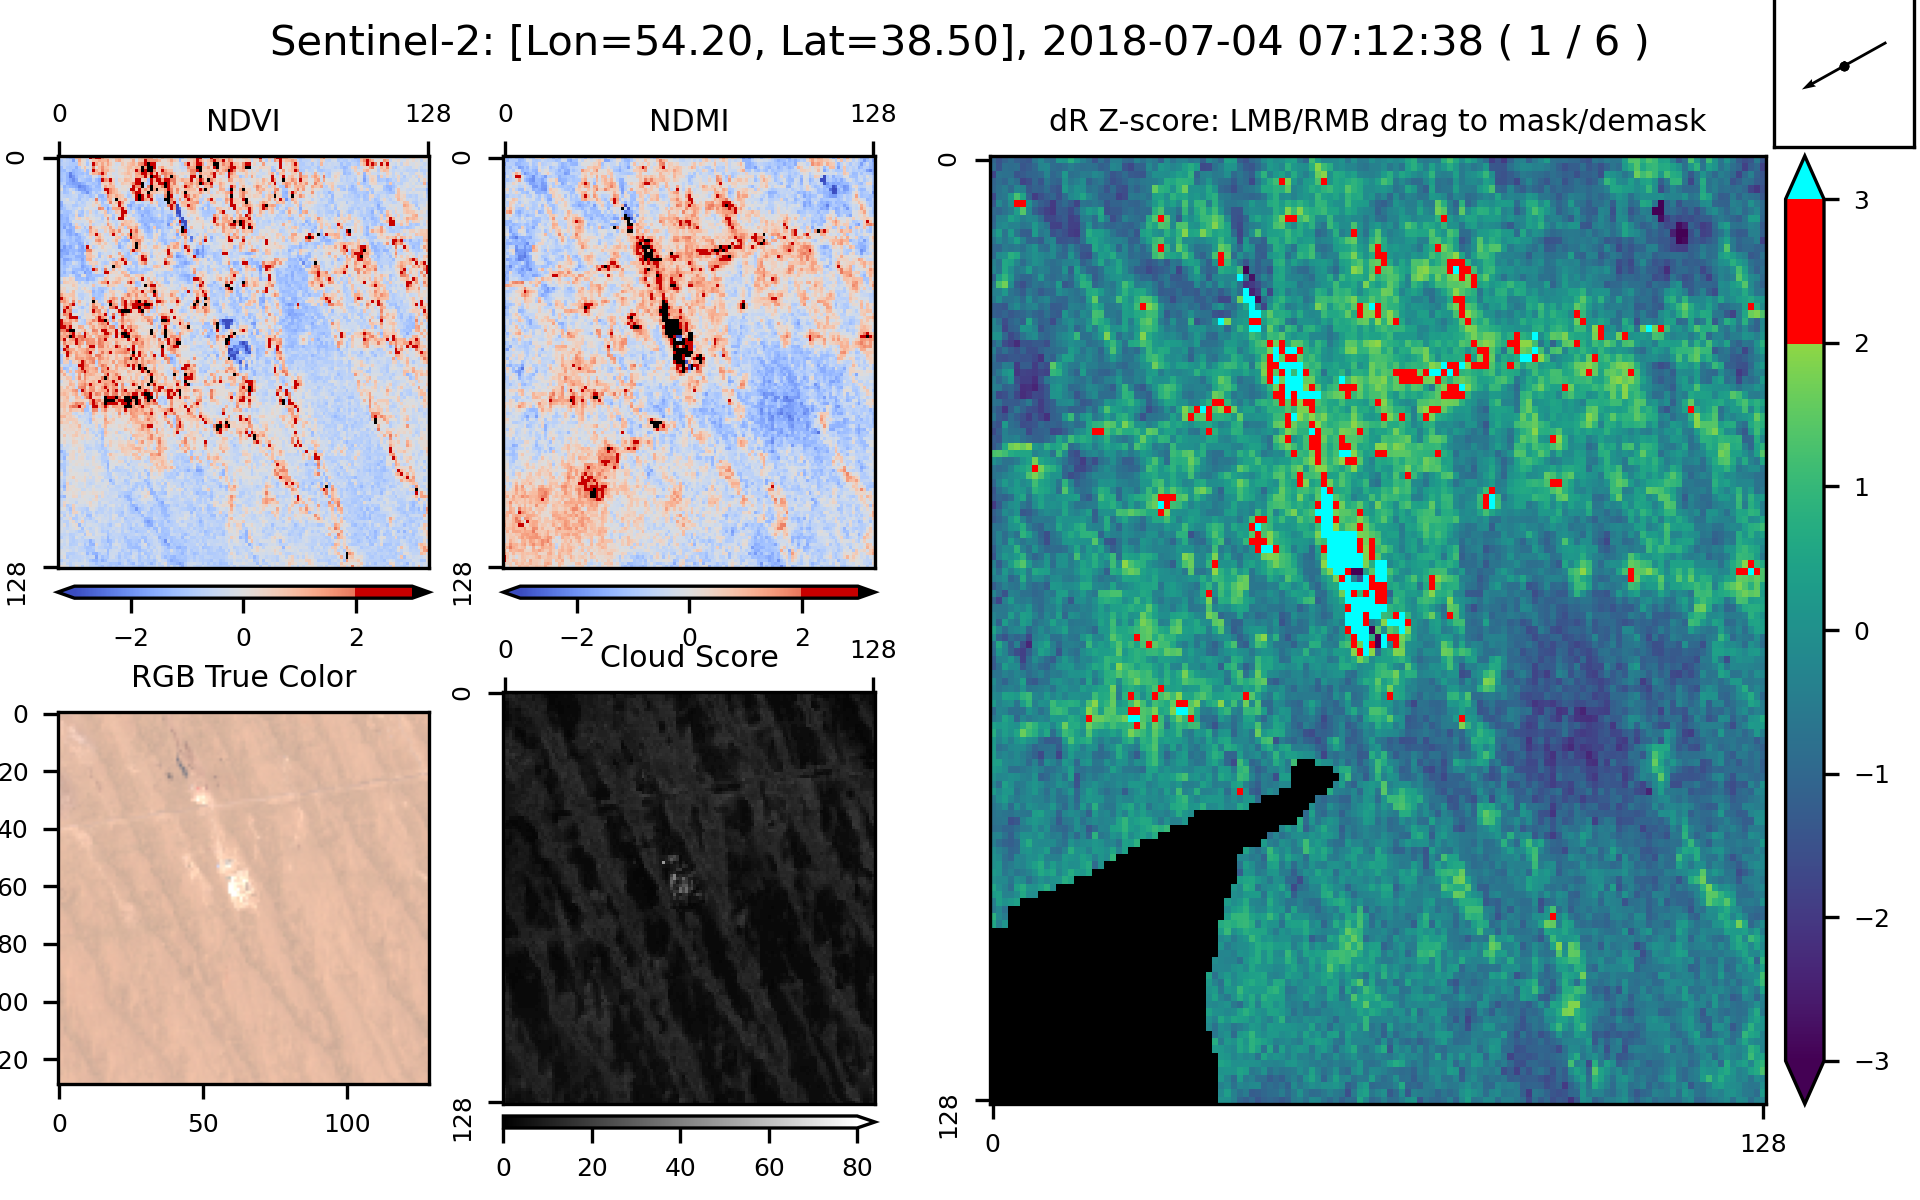 Sentinel-2: [Lon=54.20, Lat=38.50], 2018-07-04 07:12:38 ( 1 / 6 )
0 NDVI 128
0 NDMI 128
dR Z-score: LMB/RMB drag to mask/demask
0
0
0
128
128
−2 0 2
−2 0 2
3
2
1
0
−1
−2
−3
RGB True Color
0 Cloud Score 128
0
20
40
60
80
00
20
0 50 100
0
128
0 20 40 60 80
128
0 128